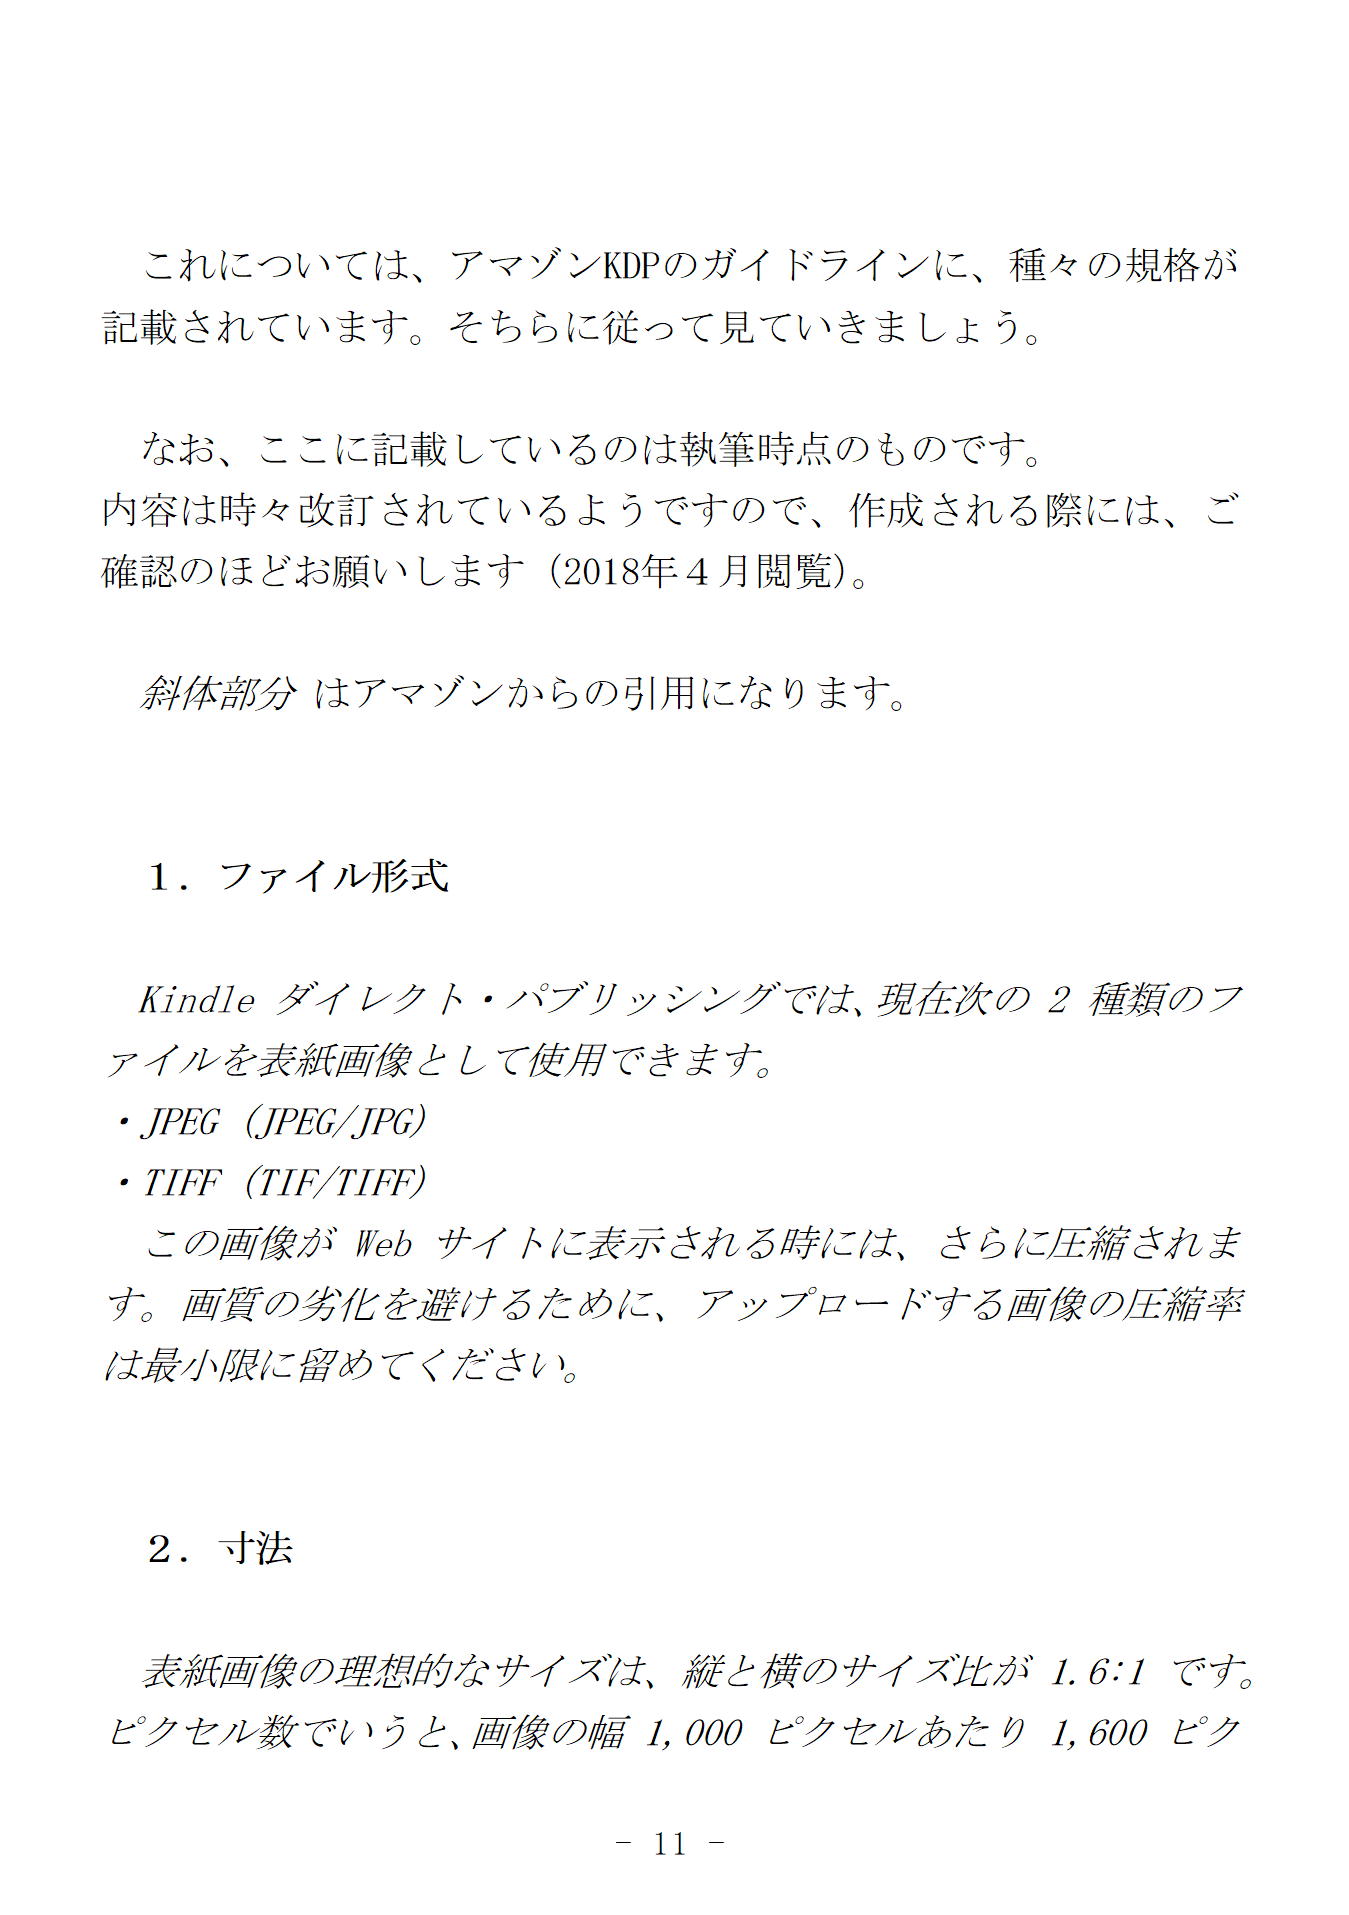 これについては、アマゾンKDPのガイドラインに、種々の規格が
記載されています。そちらに従って見ていきましょう。
なお、ここに記載しているのは執筆時点のものです。
内容は時々改訂されているようですので、作成される際には、ご
確認のほどお願いします（2018年４月閲覧）。
斜体部分 はアマゾンからの引用になります。
１．ファイル形式
Kindle ダイレクト・パブリッシングでは、現在次の 2 種類のフ
ァイルを表紙画像として使用できます。
・JPEG (JPEG/JPG)
・TIFF (TIF/TIFF)
この画像が Web サイトに表示される時には、さらに圧縮されま
す。画質の劣化を避けるために、アップロードする画像の圧縮率
は最小限に留めてください。
２．寸法
表紙画像の理想的なサイズは、縦と横のサイズ比が 1.6:1 です。
ピクセル数でいうと、画像の幅 1,000 ピクセルあたり 1,600 ピク
- 11 -